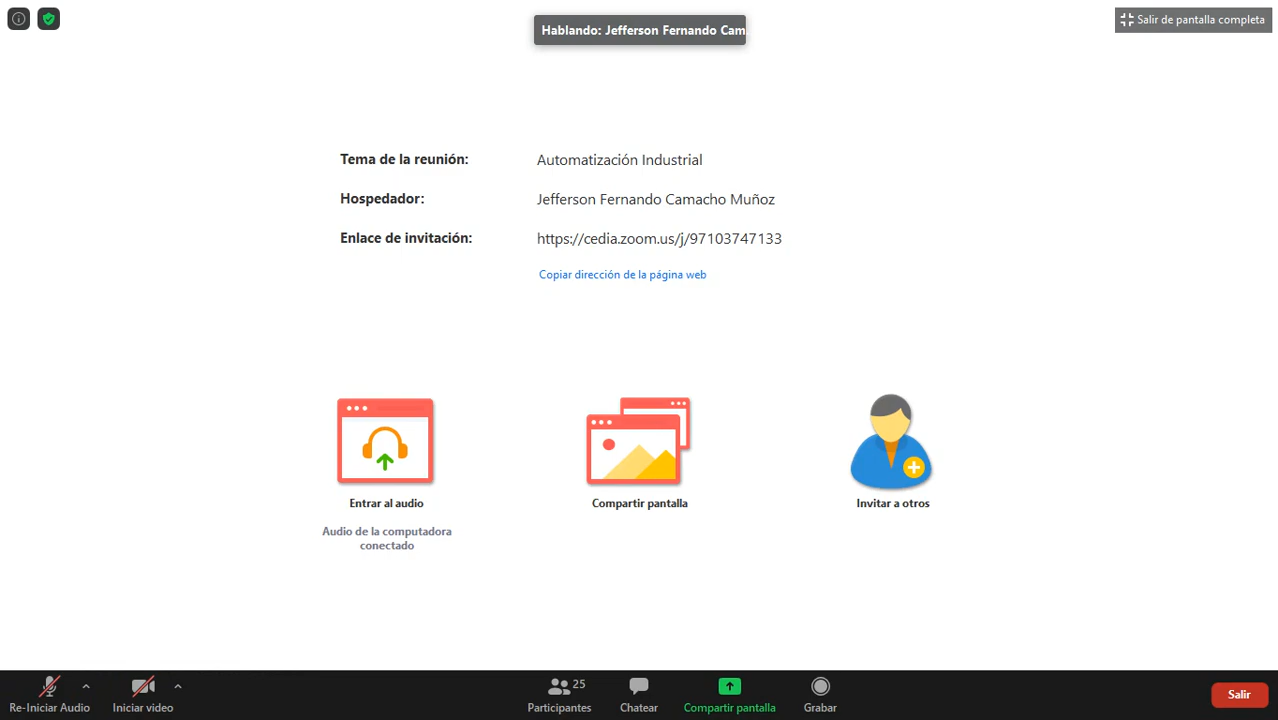 Hablando: Jefferson Fernando Cam
Salir de pantalla completa
Tema de la reunión: Automatización Industrial
Hospedador: Jefferson Fernando Camacho Muñoz
Enlace de invitación: https://cedia.zoom.us/j/97103747133
Copiar dirección de la página web
Entrar al audio
Audio de la computadora
conectado
Compartir pantalla
Invitar a otros
Re-Iniciar Audio
Iniciar video
25
Participantes
Chatear
Compartir pantalla
Grabar
Salir